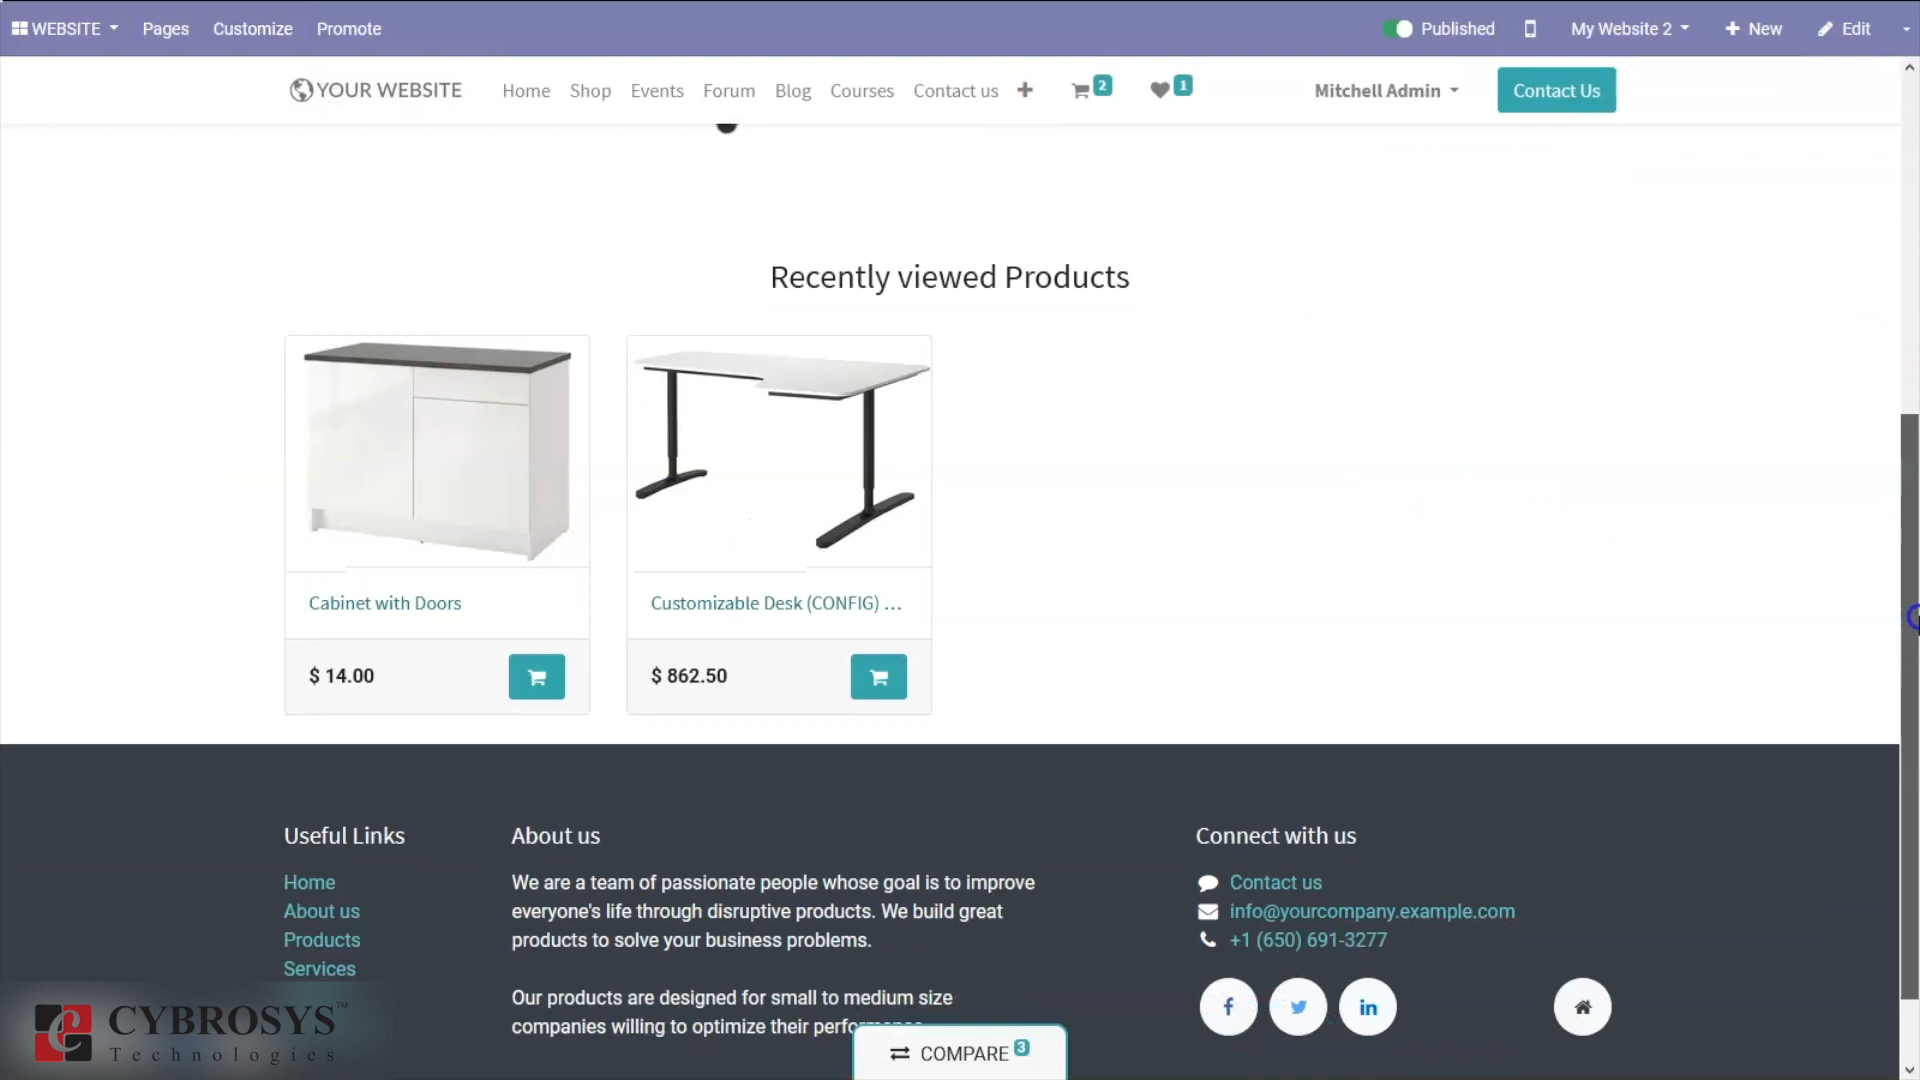 WEBSITE Pages Customize Promote Published My Website 2 New Edit
YOUR WEBSITE Home Shop Events Forum Blog Courses Contact us 2 1 Mitchell Admin Contact Us
Recently viewed Products
Cabinet with Doors
$ 14.00
Customizable Desk (CONFIG) ...
$ 862.50
Useful Links
Home
About us
Products
Services
About us
We are a team of passionate people whose goal is to improve
everyone's life through disruptive products. We build great
products to solve your business problems.
Our products are designed for small to medium size
companies willing to optimize their
Connect with us
Contact us
info@yourcompany.example.com
+1 (650) 691-3277
COMPARE 3
CYBROSYS™
Technologies